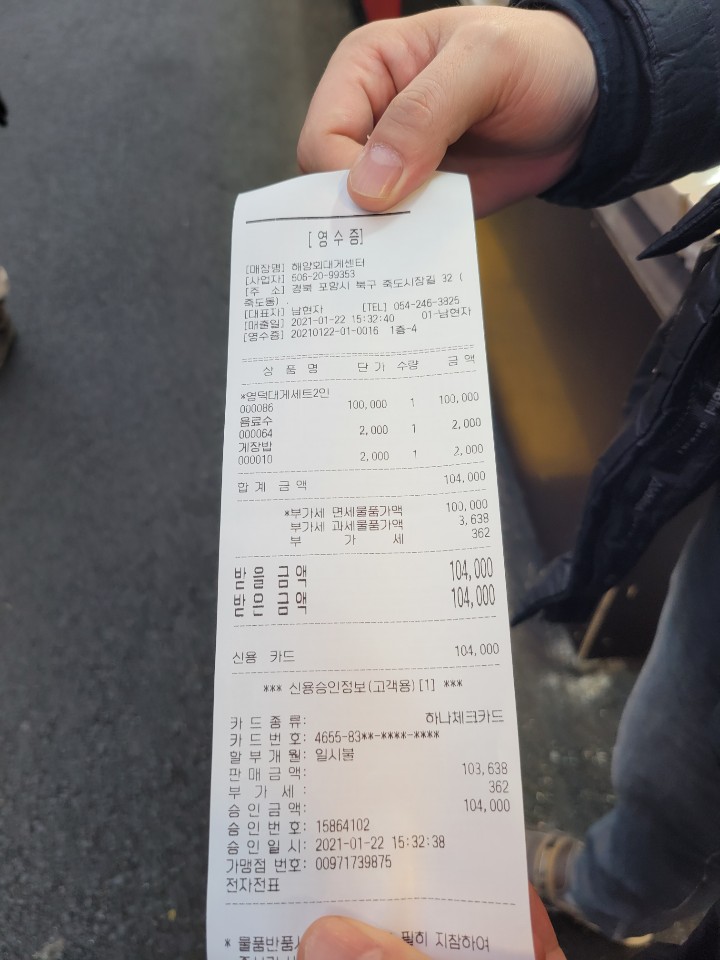 [영수증]
[매장명] 해양회대게센터
[사업자] 506-20-99353
[주 소] 경북 포항시 북구 죽도시장길 32 (
죽도동) .
[대표자] 남현자 [TEL] 054-246-3825
[매출일] 2021-01-22 15:32:40 01-남현자
[영수증] 20210122-01-0016 1층-4
상 품 명 단가 수량 금액
*영덕대게세트2인
000086 100,000 1 100,000
음료수
000064 2,000 1 2,000
게장밥
000010 2,000 1 2,000
합계 금액 104,000
*부가세 면세물품가액 100,000
부가세 과세물품가액 3,638
부 가 세 362
받을 금액 104,000
받은 금액 104,000
신용 카드 104,000
*** 신용승인정보(고객용)[1] ***
카드종류: 하나체크카드
카드번호: 4655-83**-****-****
할부개월: 일시불
판매금액: 103,638
부 가 세: 362
승인금액: 104,000
승인번호: 15864102
승인일시: 2021-01-22 15:32:38
가맹점 번호: 00971739875
전자전표
* 물품반품시 필히 지참하여